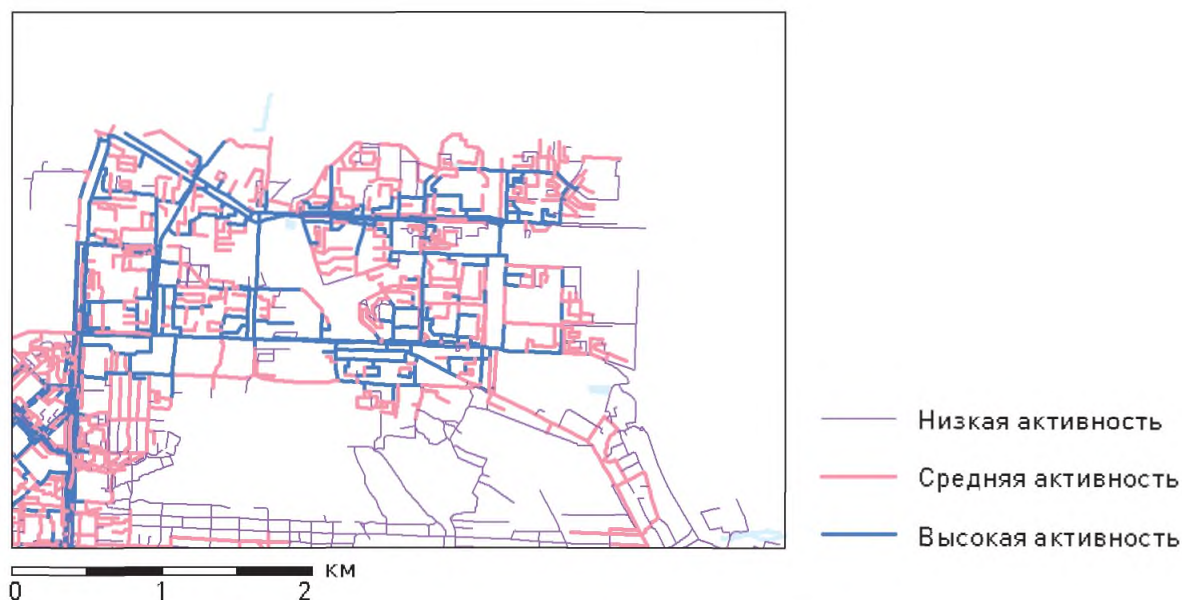 Низкая активность
Средняя активность
Высокая активность
км
0 1 2